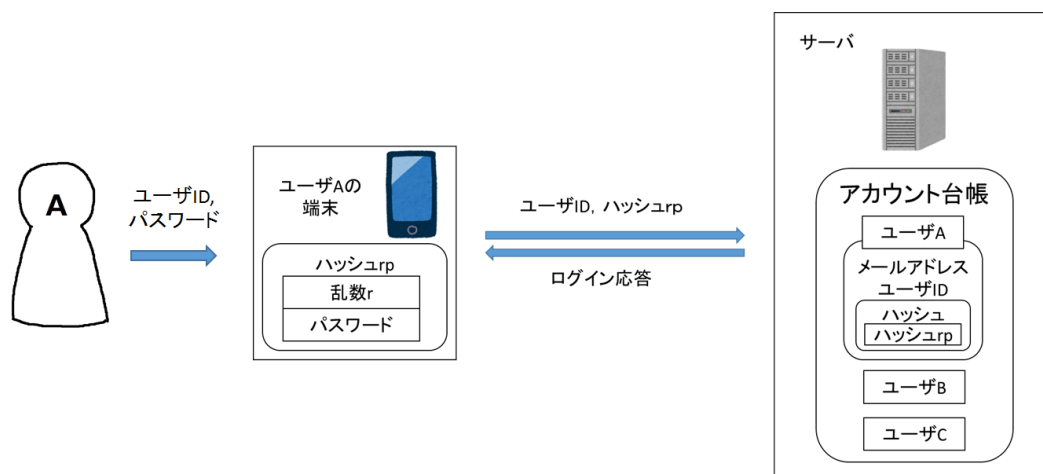 A
ユーザID,
パスワード
ユーザAの
端末
ハッシュrp
乱数r
パスワード
ユーザID, ハッシュrp
ログイン応答
サーバ
アカウント台帳
ユーザA
メールアドレス
ユーザID
ハッシュ
ハッシュrp
ユーザB
ユーザC